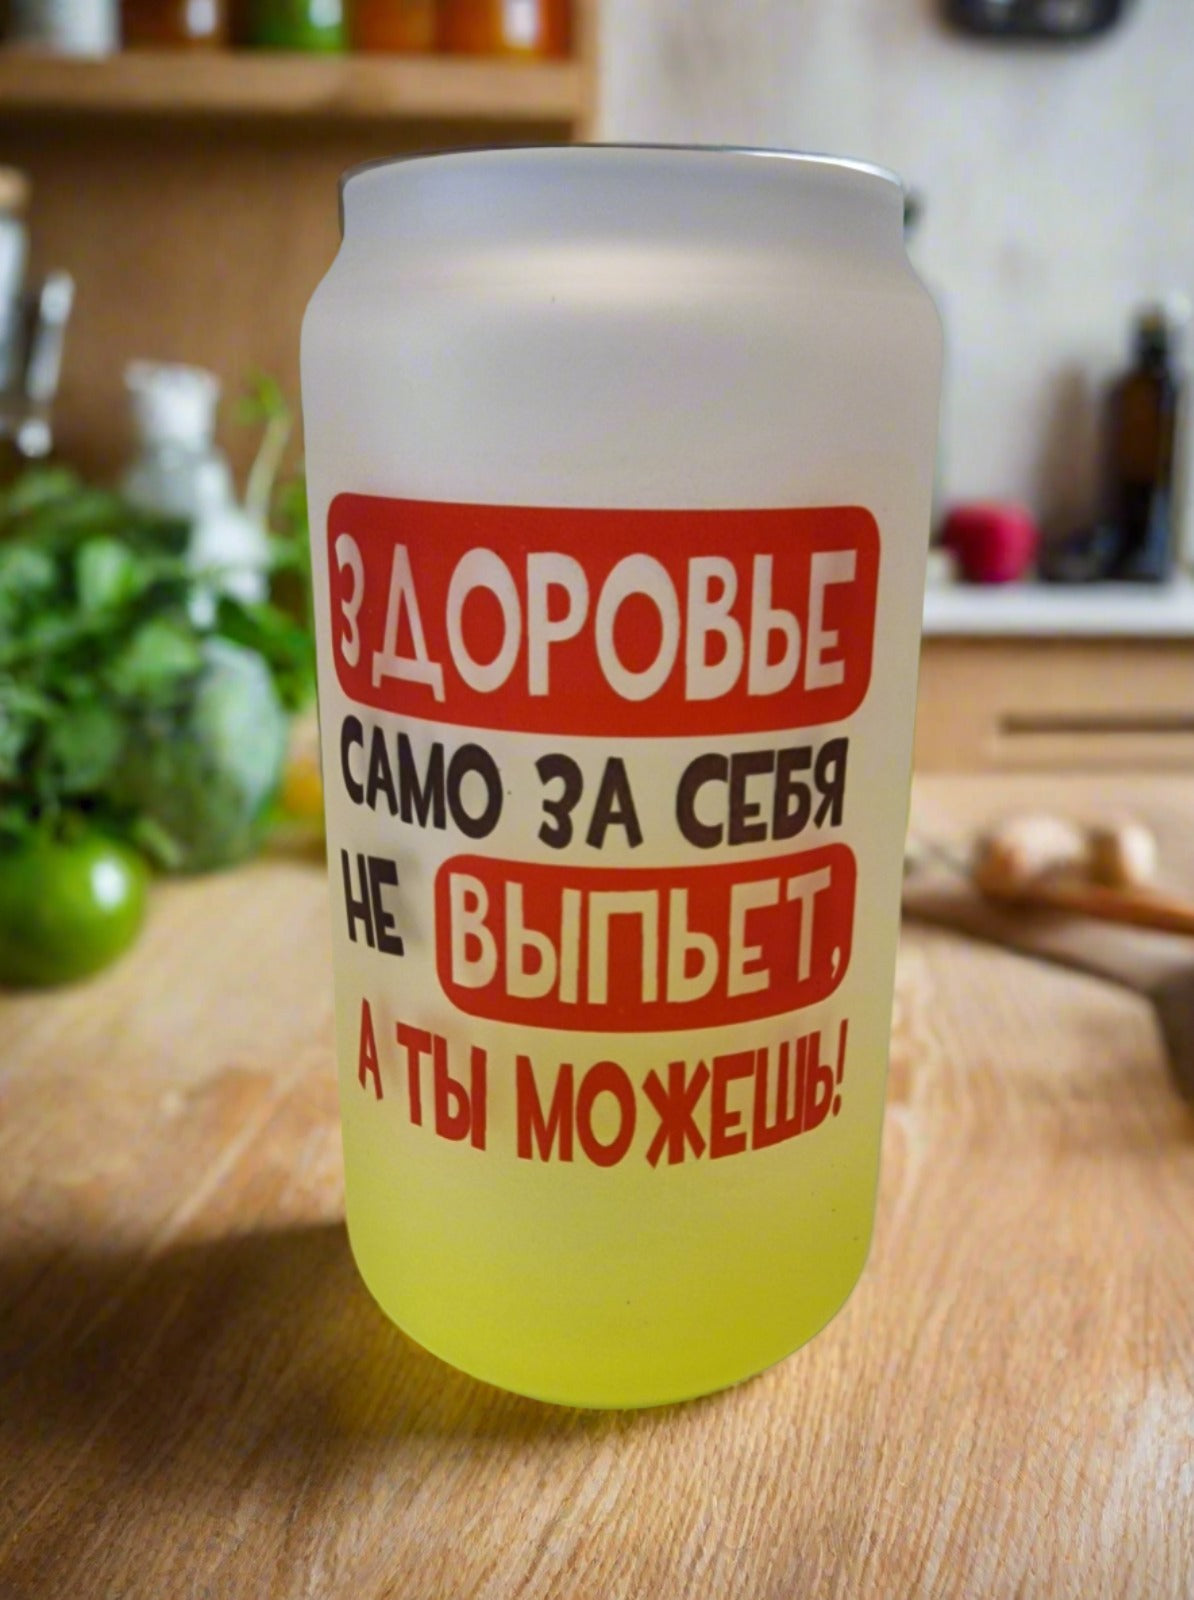 ЗДОРОВЬЕ
САМО ЗА СЕБЯ
НЕ ВЫПЬЕТ,
А ТЫ МОЖЕШЬ!